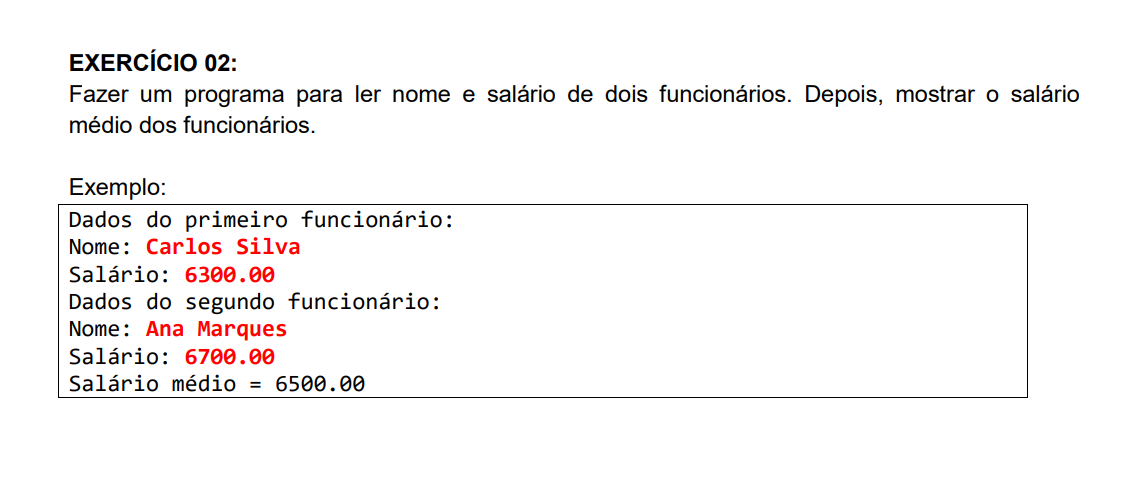 EXERCÍCIO 02:
Fazer um programa para ler nome e salário de dois funcionários. Depois, mostrar o salário
médio dos funcionários.
Exemplo:
Dados do primeiro funcionário:
Nome: Carlos Silva
Salário: 6300.00
Dados do segundo funcionário:
Nome: Ana Marques
Salário: 6700.00
Salário médio = 6500.00